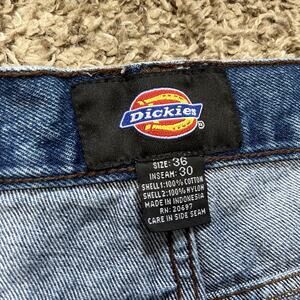 Dickies
®
SIZE: 36
INSEAM: 30
SHELL 1:100% COTTON
SHELL 2:100% NYLON
MADE IN INDONESIA
RN: 20697
CARE IN SIDE SEAM